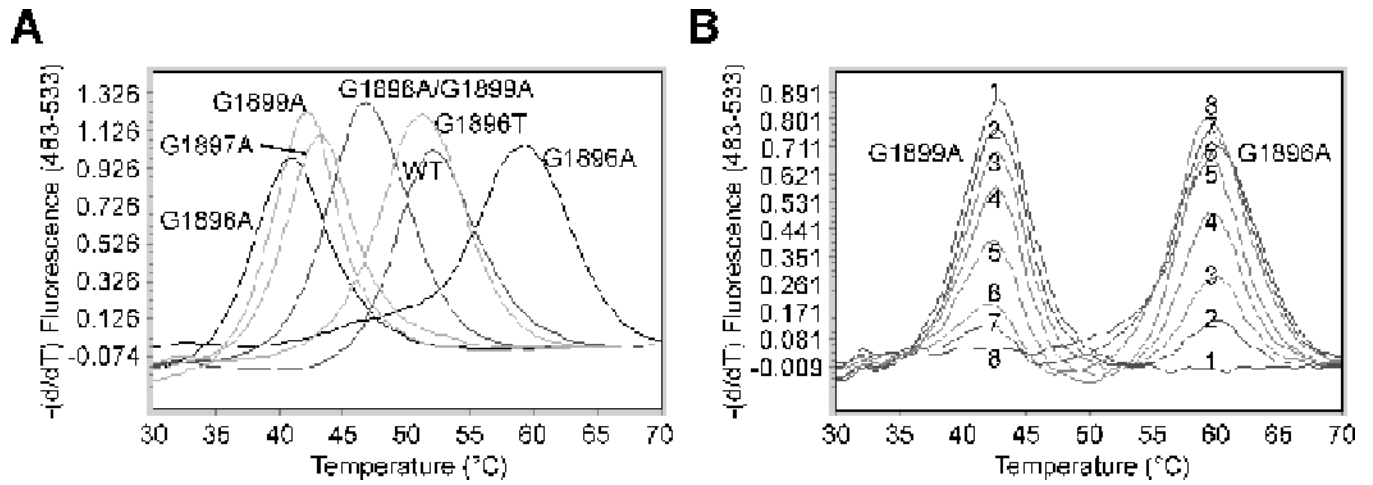 A
-(d/dT) Fluorescence (483-533)
1.326
1.126
0.926
0.726
0.526
0.326
0.126
-0.074
G1899A
G1897A
G1896A
G1896A/G1899A
G1896T
WT
G1896A
30 35 40 45 50 55 60 65 70
Temperature (°C)
B
-(d/dT) Fluorescence (483-533)
0.891
0.801
0.711
0.621
0.531
0.441
0.351
0.261
0.171
0.081
-0.009
G1899A
1
2
3
4
5
6
7
8
G1896A
8
7
6
5
4
3
2
1
30 35 40 45 50 55 60 65 70
Temperature (°C)